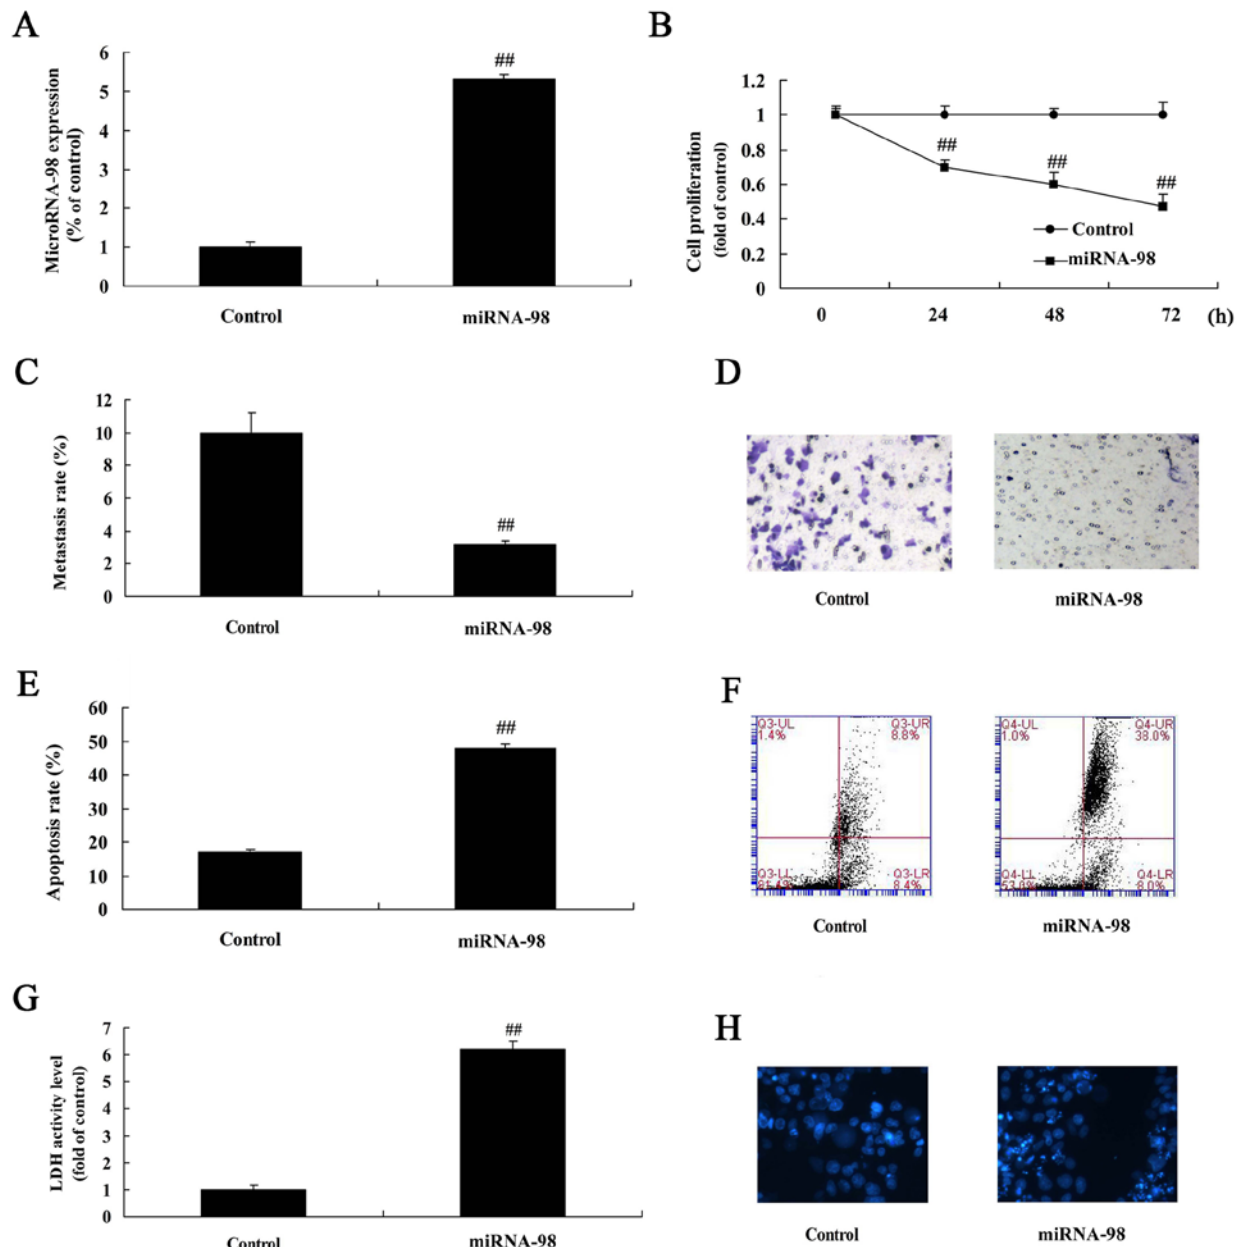 A
MicroRNA-98 expression
(% of control)
6
5
4
3
2
1
0
##
Control
miRNA-98
B
Cell proliferation
(fold of control)
1.2
1
0.8
0.6
0.4
0.2
0
##
##
##
Control
miRNA-98
0
24
48
72
(h)
C
Metastasis rate (%)
12
10
8
6
4
2
0
##
Control
miRNA-98
D
Control
miRNA-98
E
Apoptosis rate (%)
60
50
40
30
20
10
0
##
Control
miRNA-98
F
Q3-UL
1.4%
Q3-UR
8.8%
Q3-LL
Q3-LR
8.4%
Control
Q4-UL
1.0%
Q4-UR
38.0%
Q4-LL
53.0%
Q4-LR
8.0%
miRNA-98
G
LDH activity level
(fold of control)
7
6
5
4
3
2
1
0
##
Control
miRNA-98
H
Control
miRNA-98